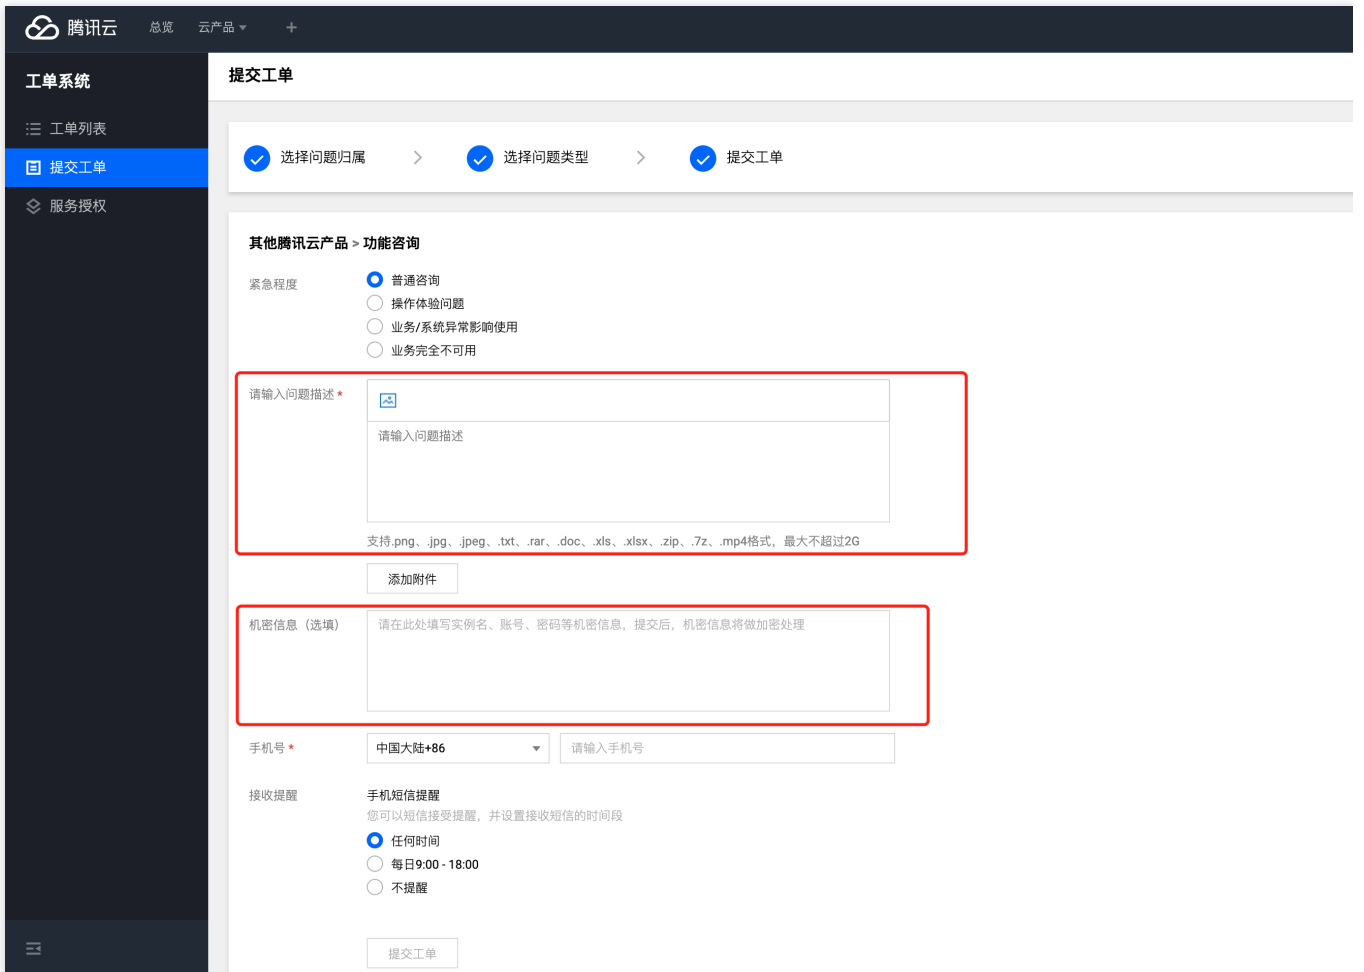 腾讯云 总览 云产品 +
工单系统
工单列表
提交工单
服务授权
提交工单
选择问题归属 > 选择问题类型 > 提交工单
其他腾讯云产品 > 功能咨询
紧急程度
普通咨询
操作体验问题
业务/系统异常影响使用
业务完全不可用
请输入问题描述 *
请输入问题描述
支持.png、.jpg、.jpeg、.txt、.rar、.doc、.xls、.xlsx、.zip、.7z、.mp4格式，最大不超过2G
添加附件
机密信息（选填）
请在此处填写实例名、账号、密码等机密信息，提交后，机密信息将做加密处理
手机号 * 中国大陆+86 请输入手机号
接收提醒 手机短信提醒
您可以短信接受提醒，并设置接收短信的时间段
任何时间
每日9:00 - 18:00
不提醒
提交工单